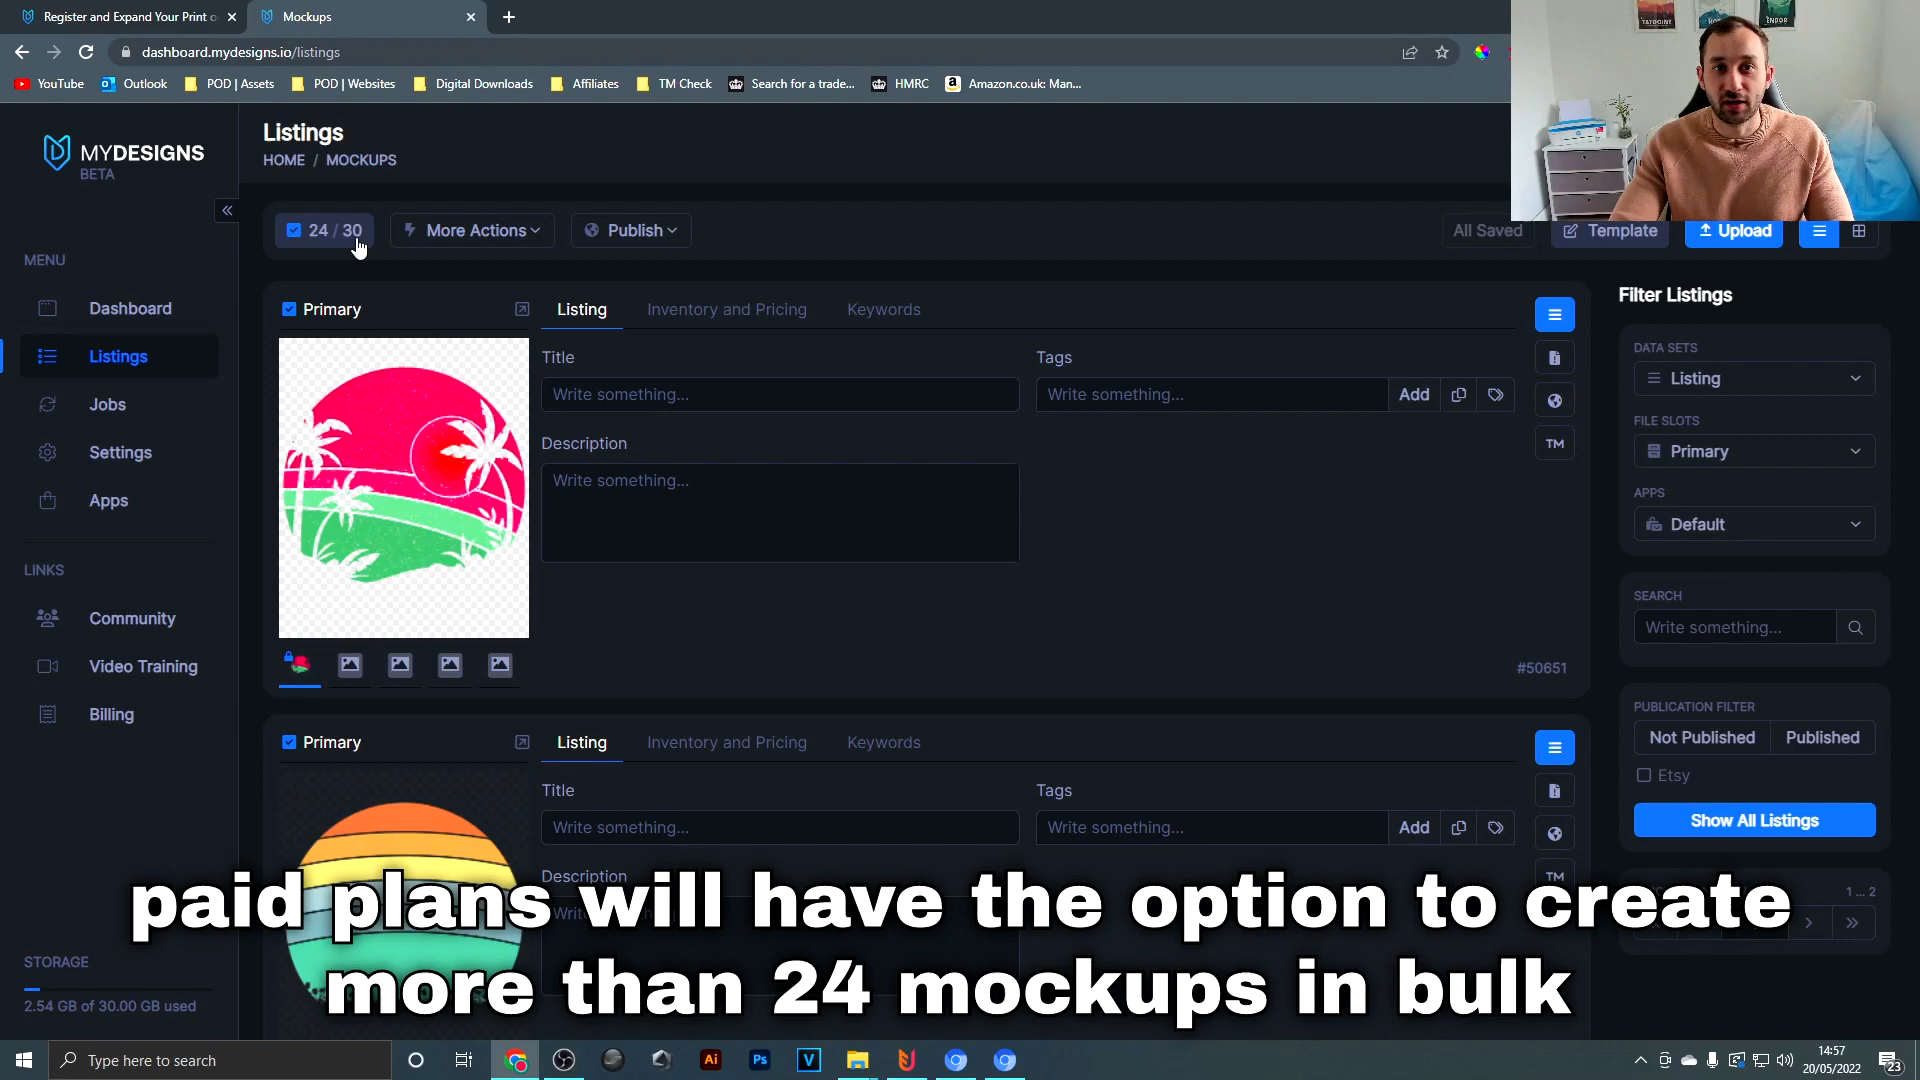 Register and Expand Your Print o
Mockups
dashboard.mydesigns.io/listings
YouTube
Outlook
POD | Assets
POD | Websites
Digital Downloads
Affiliates
TM Check
Search for a trade...
HMRC
Amazon.co.uk: Man...
TATOOINE
ENDOR
MYDESIGNS
BETA
Listings
HOME / MOCKUPS
24 / 30
More Actions
Publish
All Saved
Template
Upload
MENU
Dashboard
Listings
Jobs
Settings
Apps
LINKS
Community
Video Training
Billing
STORAGE
2.54 GB of 30.00 GB used
Primary
Listing
Inventory and Pricing
Keywords
Title
Write something...
Tags
Write something...
Add
Description
Write something...
TM
#50651
Primary
Listing
Inventory and Pricing
Keywords
Title
Write something...
Tags
Write something...
Add
Description
TM
Filter Listings
DATA SETS
Listing
FILE SLOTS
Primary
APPS
Default
SEARCH
Write something...
PUBLICATION FILTER
Not Published
Published
Etsy
Show All Listings
1 ... 2
paid plans will have the option to create
more than 24 mockups in bulk
Type here to search
Ai
Ps
V
14:57
20/05/2022
23